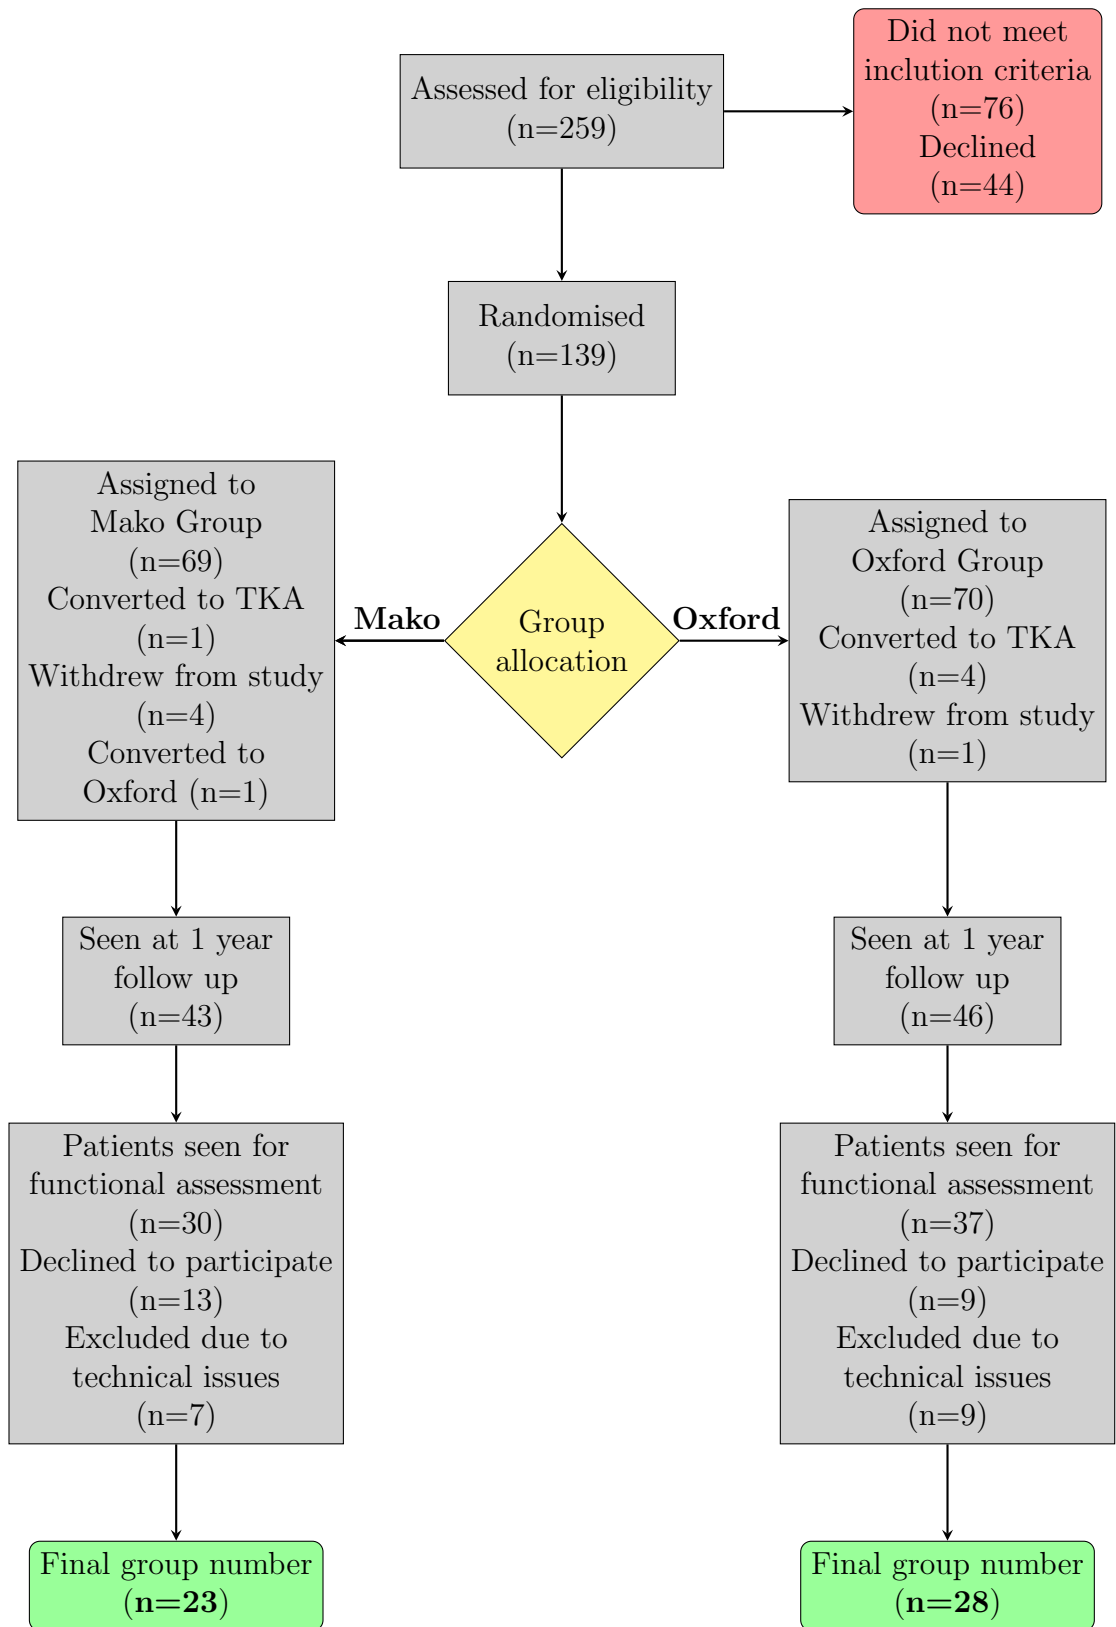 Assessed for eligibility
(n=259)
Did not meet
inclution criteria
(n=76)
Declined
(n=44)
Randomised
(n=139)
Group
allocation
Mako
Oxford
Assigned to
Mako Group
(n=69)
Converted to TKA
(n=1)
Withdrew from study
(n=4)
Converted to
Oxford (n=1)
Assigned to
Oxford Group
(n=70)
Converted to TKA
(n=4)
Withdrew from study
(n=1)
Seen at 1 year
follow up
(n=43)
Seen at 1 year
follow up
(n=46)
Patients seen for
functional assessment
(n=30)
Declined to participate
(n=13)
Excluded due to
technical issues
(n=7)
Patients seen for
functional assessment
(n=37)
Declined to participate
(n=9)
Excluded due to
technical issues
(n=9)
Final group number
(n=23)
Final group number
(n=28)